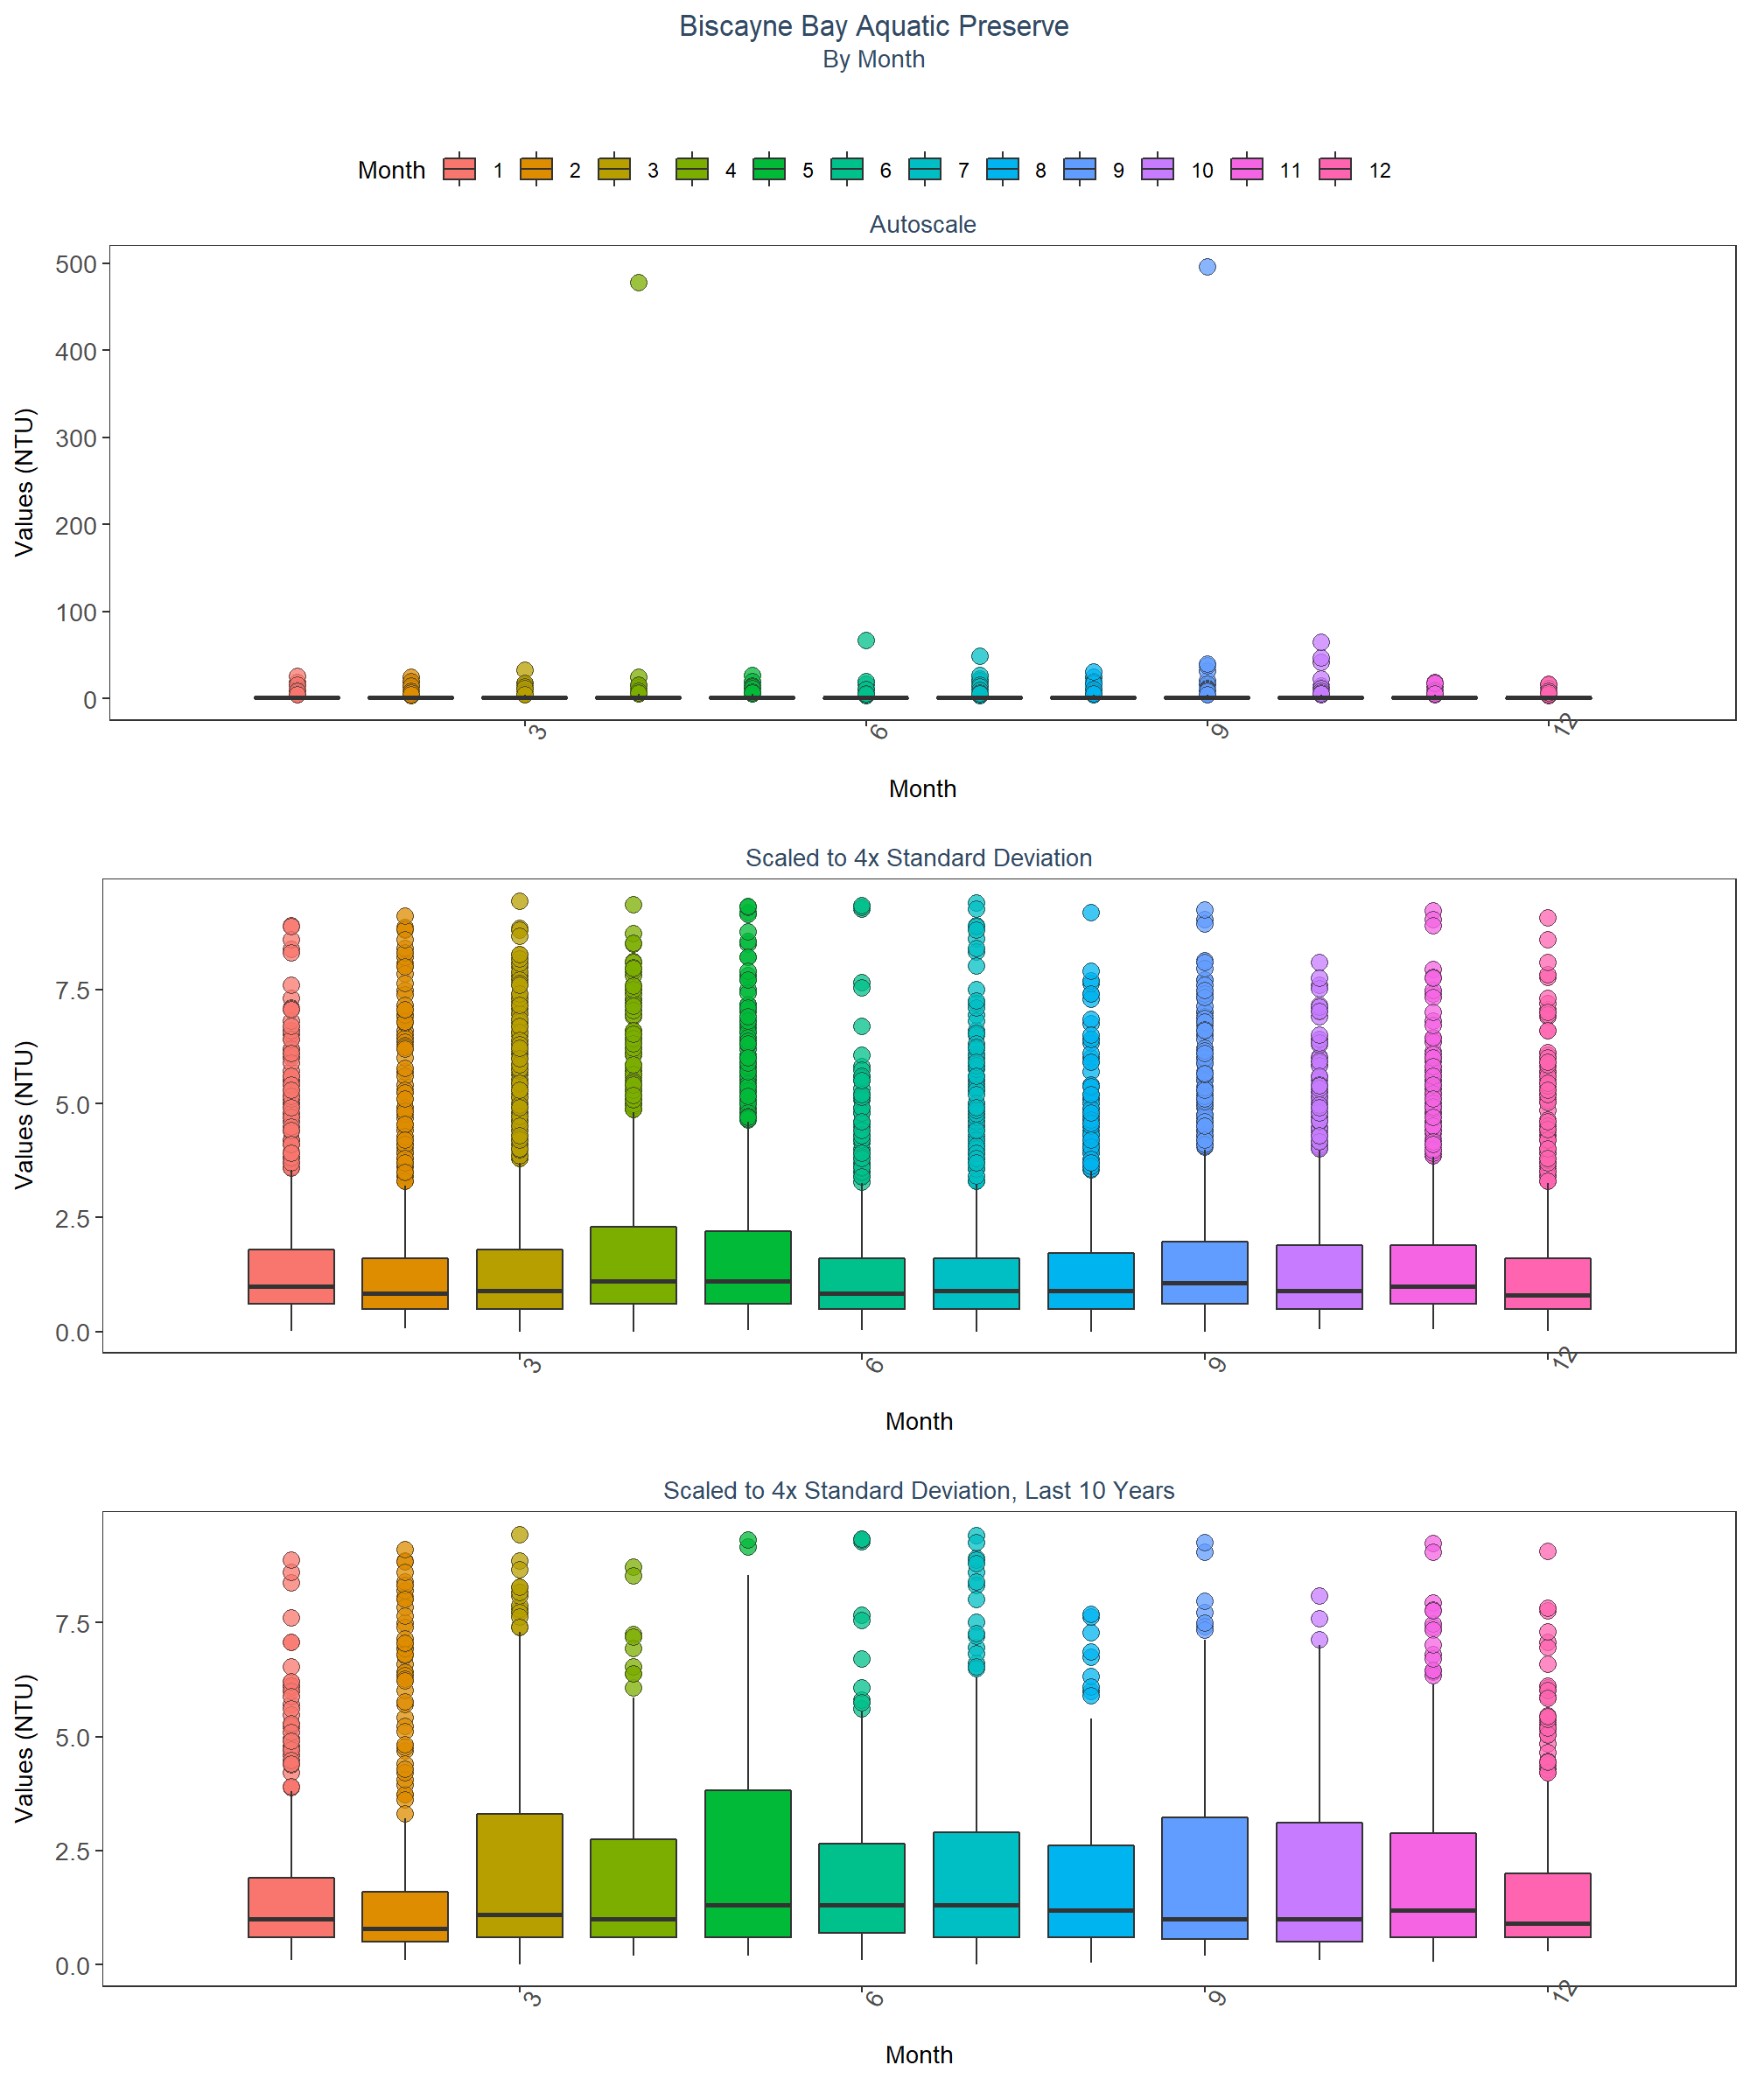 Biscayne Bay Aquatic Preserve
By Month
Month 1 2 3 4 5 6 7 8 9 10 11 12
Autoscale
Values (NTU)
500
400
300
200
100
0
3 6 9 12
Month
Scaled to 4x Standard Deviation
Values (NTU)
7.5
5.0
2.5
0.0
3 6 9 12
Month
Scaled to 4x Standard Deviation, Last 10 Years
Values (NTU)
7.5
5.0
2.5
0.0
3 6 9 12
Month